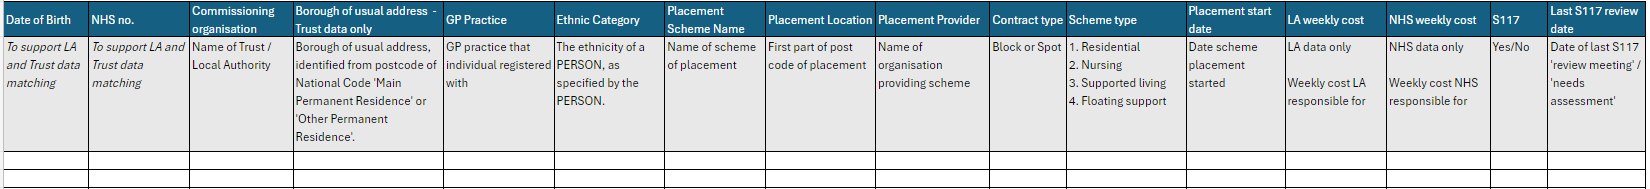 Date of Birth
NHS no.
Commissioning
organisation
Borough of usual address -
Trust data only
GP Practice
Ethnic Category
Placement
Scheme Name
Placement Location
Placement Provider
Contract type
Scheme type
Placement start
date
LA weekly cost
NHS weekly cost
S117
Last S117 review
date
To support LA
and Trust data
matching
To support LA and
Trust data
matching
Name of Trust /
Local Authority
Borough of usual address,
identified from postcode of
National Code 'Main
Permanent Residence' or
'Other Permanent
Residence'.
GP practice that
individual registered
with
The ethnicity of a
PERSON, as
specified by the
PERSON.
Name of scheme
of placement
First part of post
code of placement
Name of
organisation
providing scheme
Block or Spot
1. Residential
2. Nursing
3. Supported living
4. Floating support
Date scheme
placement
started
LA data only
Weekly cost LA
responsible for
NHS data only
Weekly cost NHS
responsible for
Yes/No
Date of last S117
'review meeting' /
'needs
assessment'